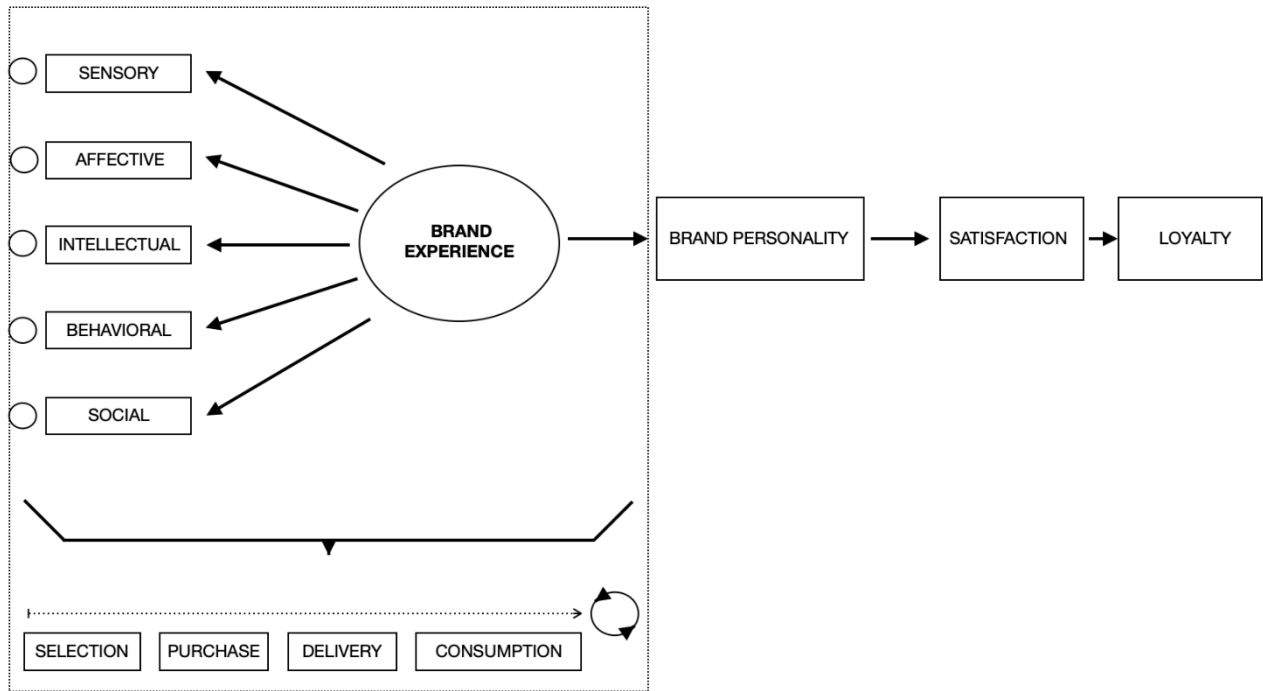 SENSORY
AFFECTIVE
INTELLECTUAL
BEHAVIORAL
SOCIAL
BRAND
EXPERIENCE
BRAND PERSONALITY
SATISFACTION
LOYALTY
SELECTION
PURCHASE
DELIVERY
CONSUMPTION